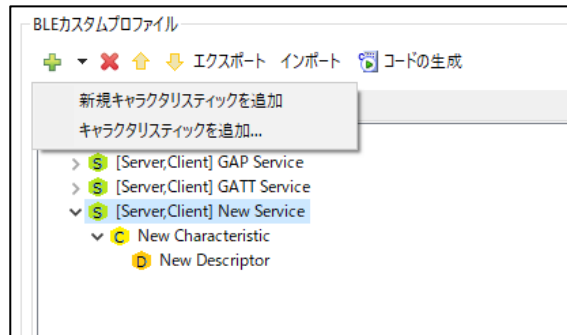 BLEカスタムプロファイル
エクスポート インポート コードの生成
新規キャラクタリスティックを追加
キャラクタリスティックを追加...
S [Server,Client] GAP Service
S [Server,Client] GATT Service
S [Server,Client] New Service
C New Characteristic
D New Descriptor